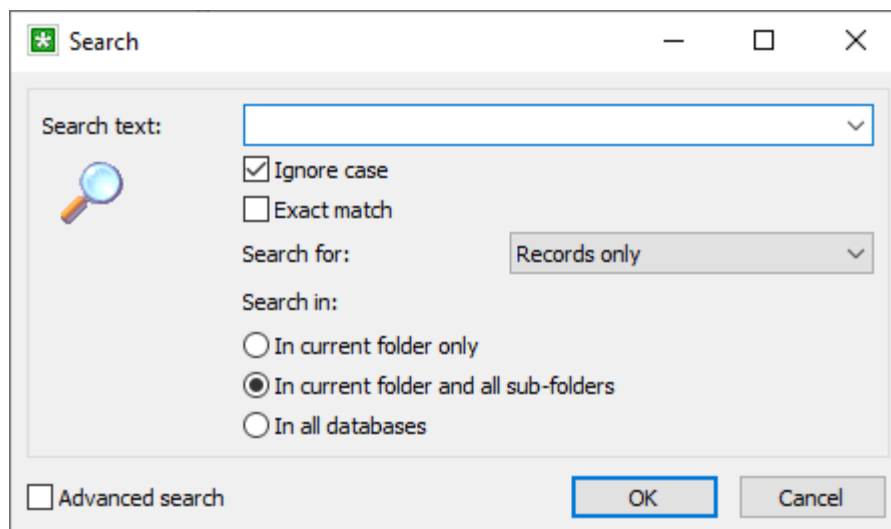 Search
Search text:
Ignore case
Exact match
Search for: Records only
Search in:
In current folder only
In current folder and all sub-folders
In all databases
Advanced search OK Cancel